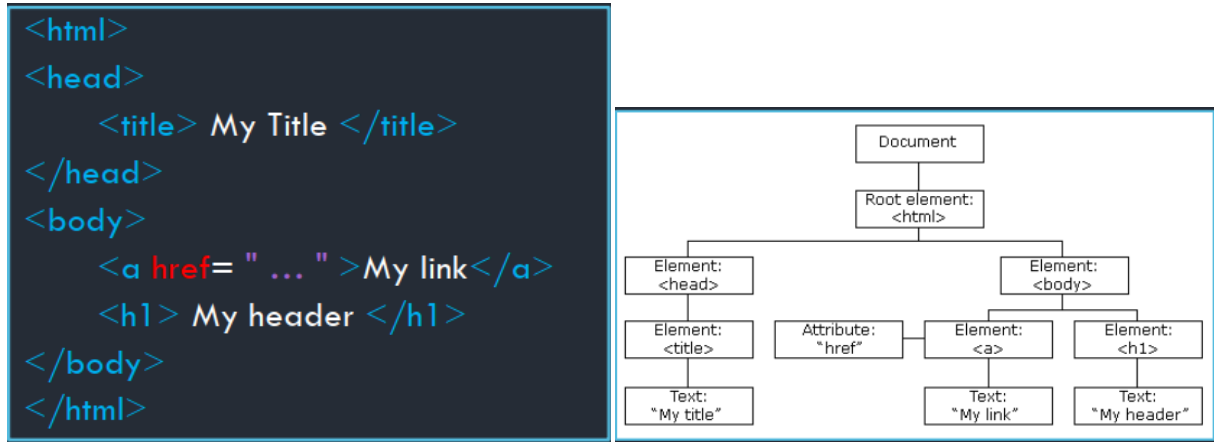 <html>
<head>
<title> My Title </title>
</head>
<body>
<a href= " ... " >My link</a>
<h1> My header </h1>
</body>
</html>
Document
Root element:
<html>
Element:
<head>
Element:
<body>
Element:
<title>
Attribute:
"href"
Element:
<a>
Element:
<h1>
Text:
"My title"
Text:
"My link"
Text:
"My header"